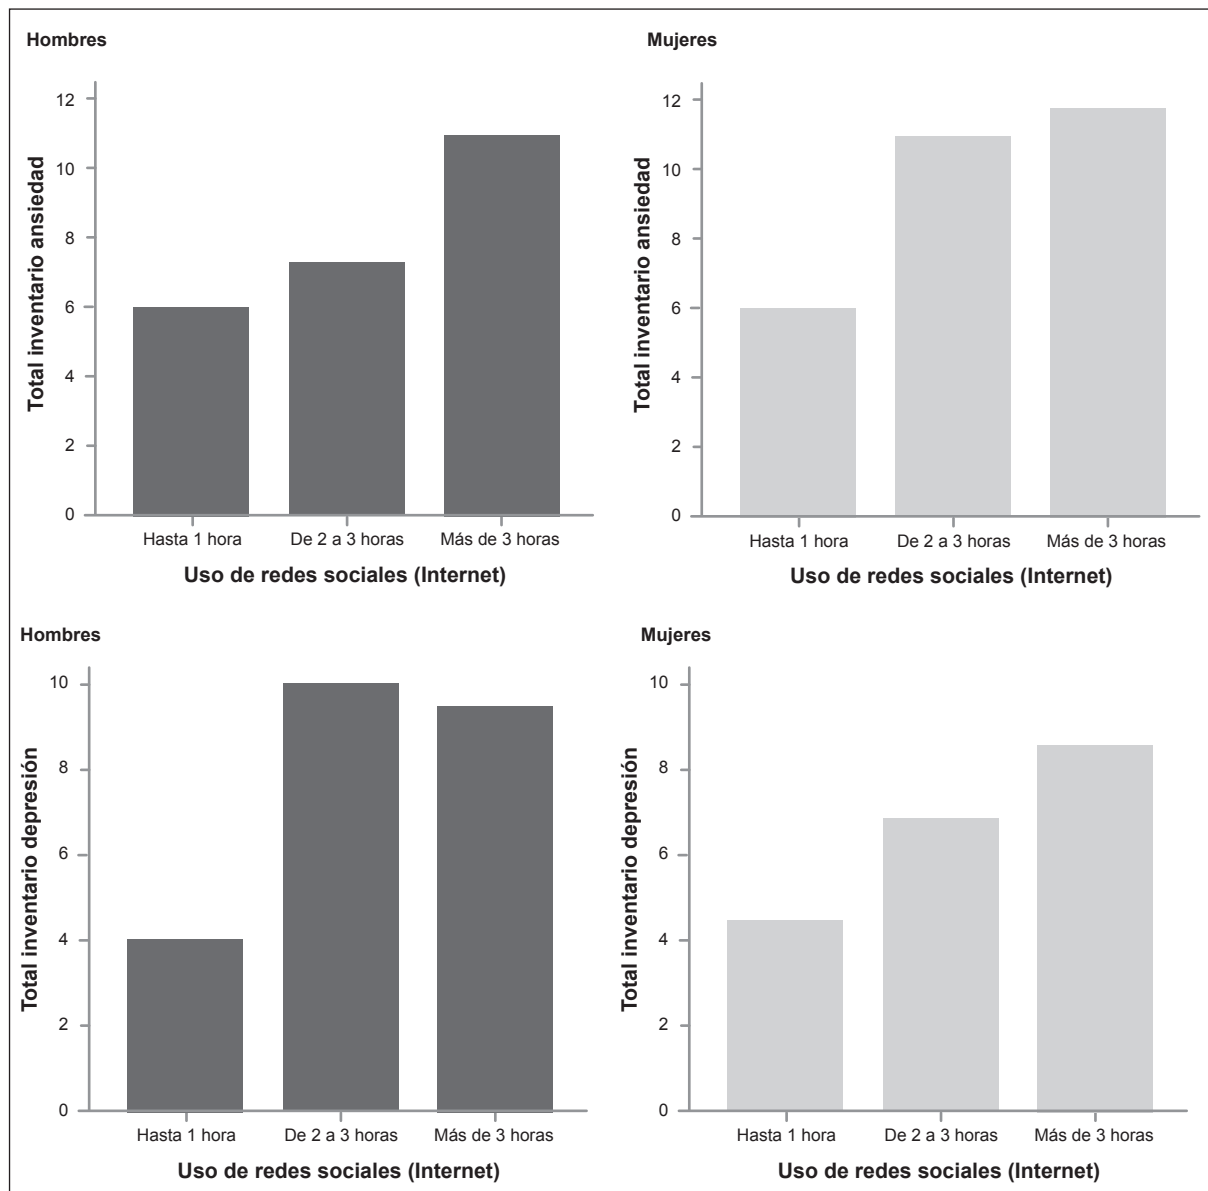 Hombres
Total inventario ansiedad
12
10
8
6
4
2
0
Hasta 1 hora
De 2 a 3 horas
Más de 3 horas
Uso de redes sociales (Internet)
Mujeres
Total inventario ansiedad
12
10
8
6
4
2
0
Hasta 1 hora
De 2 a 3 horas
Más de 3 horas
Uso de redes sociales (Internet)
Hombres
Total inventario depresión
10
8
6
4
2
0
Hasta 1 hora
De 2 a 3 horas
Más de 3 horas
Uso de redes sociales (Internet)
Mujeres
Total inventario depresión
10
8
6
4
2
0
Hasta 1 hora
De 2 a 3 horas
Más de 3 horas
Uso de redes sociales (Internet)